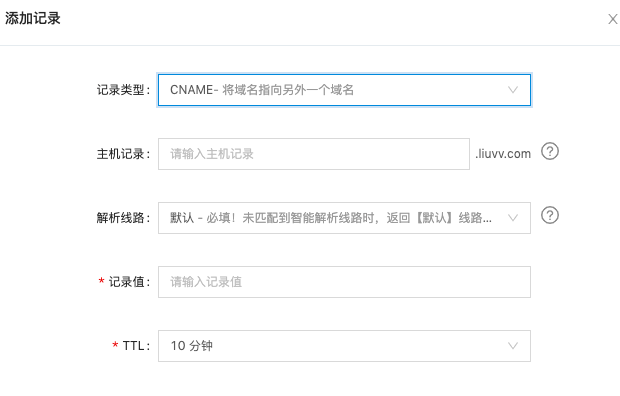 添加记录
记录类型： CNAME- 将域名指向另外一个域名
主机记录： 请输入主机记录 .liuvv.com ?
解析线路： 默认 - 必填！未匹配到智能解析线路时，返回【默认】线路... ?
* 记录值： 请输入记录值
* TTL： 10 分钟